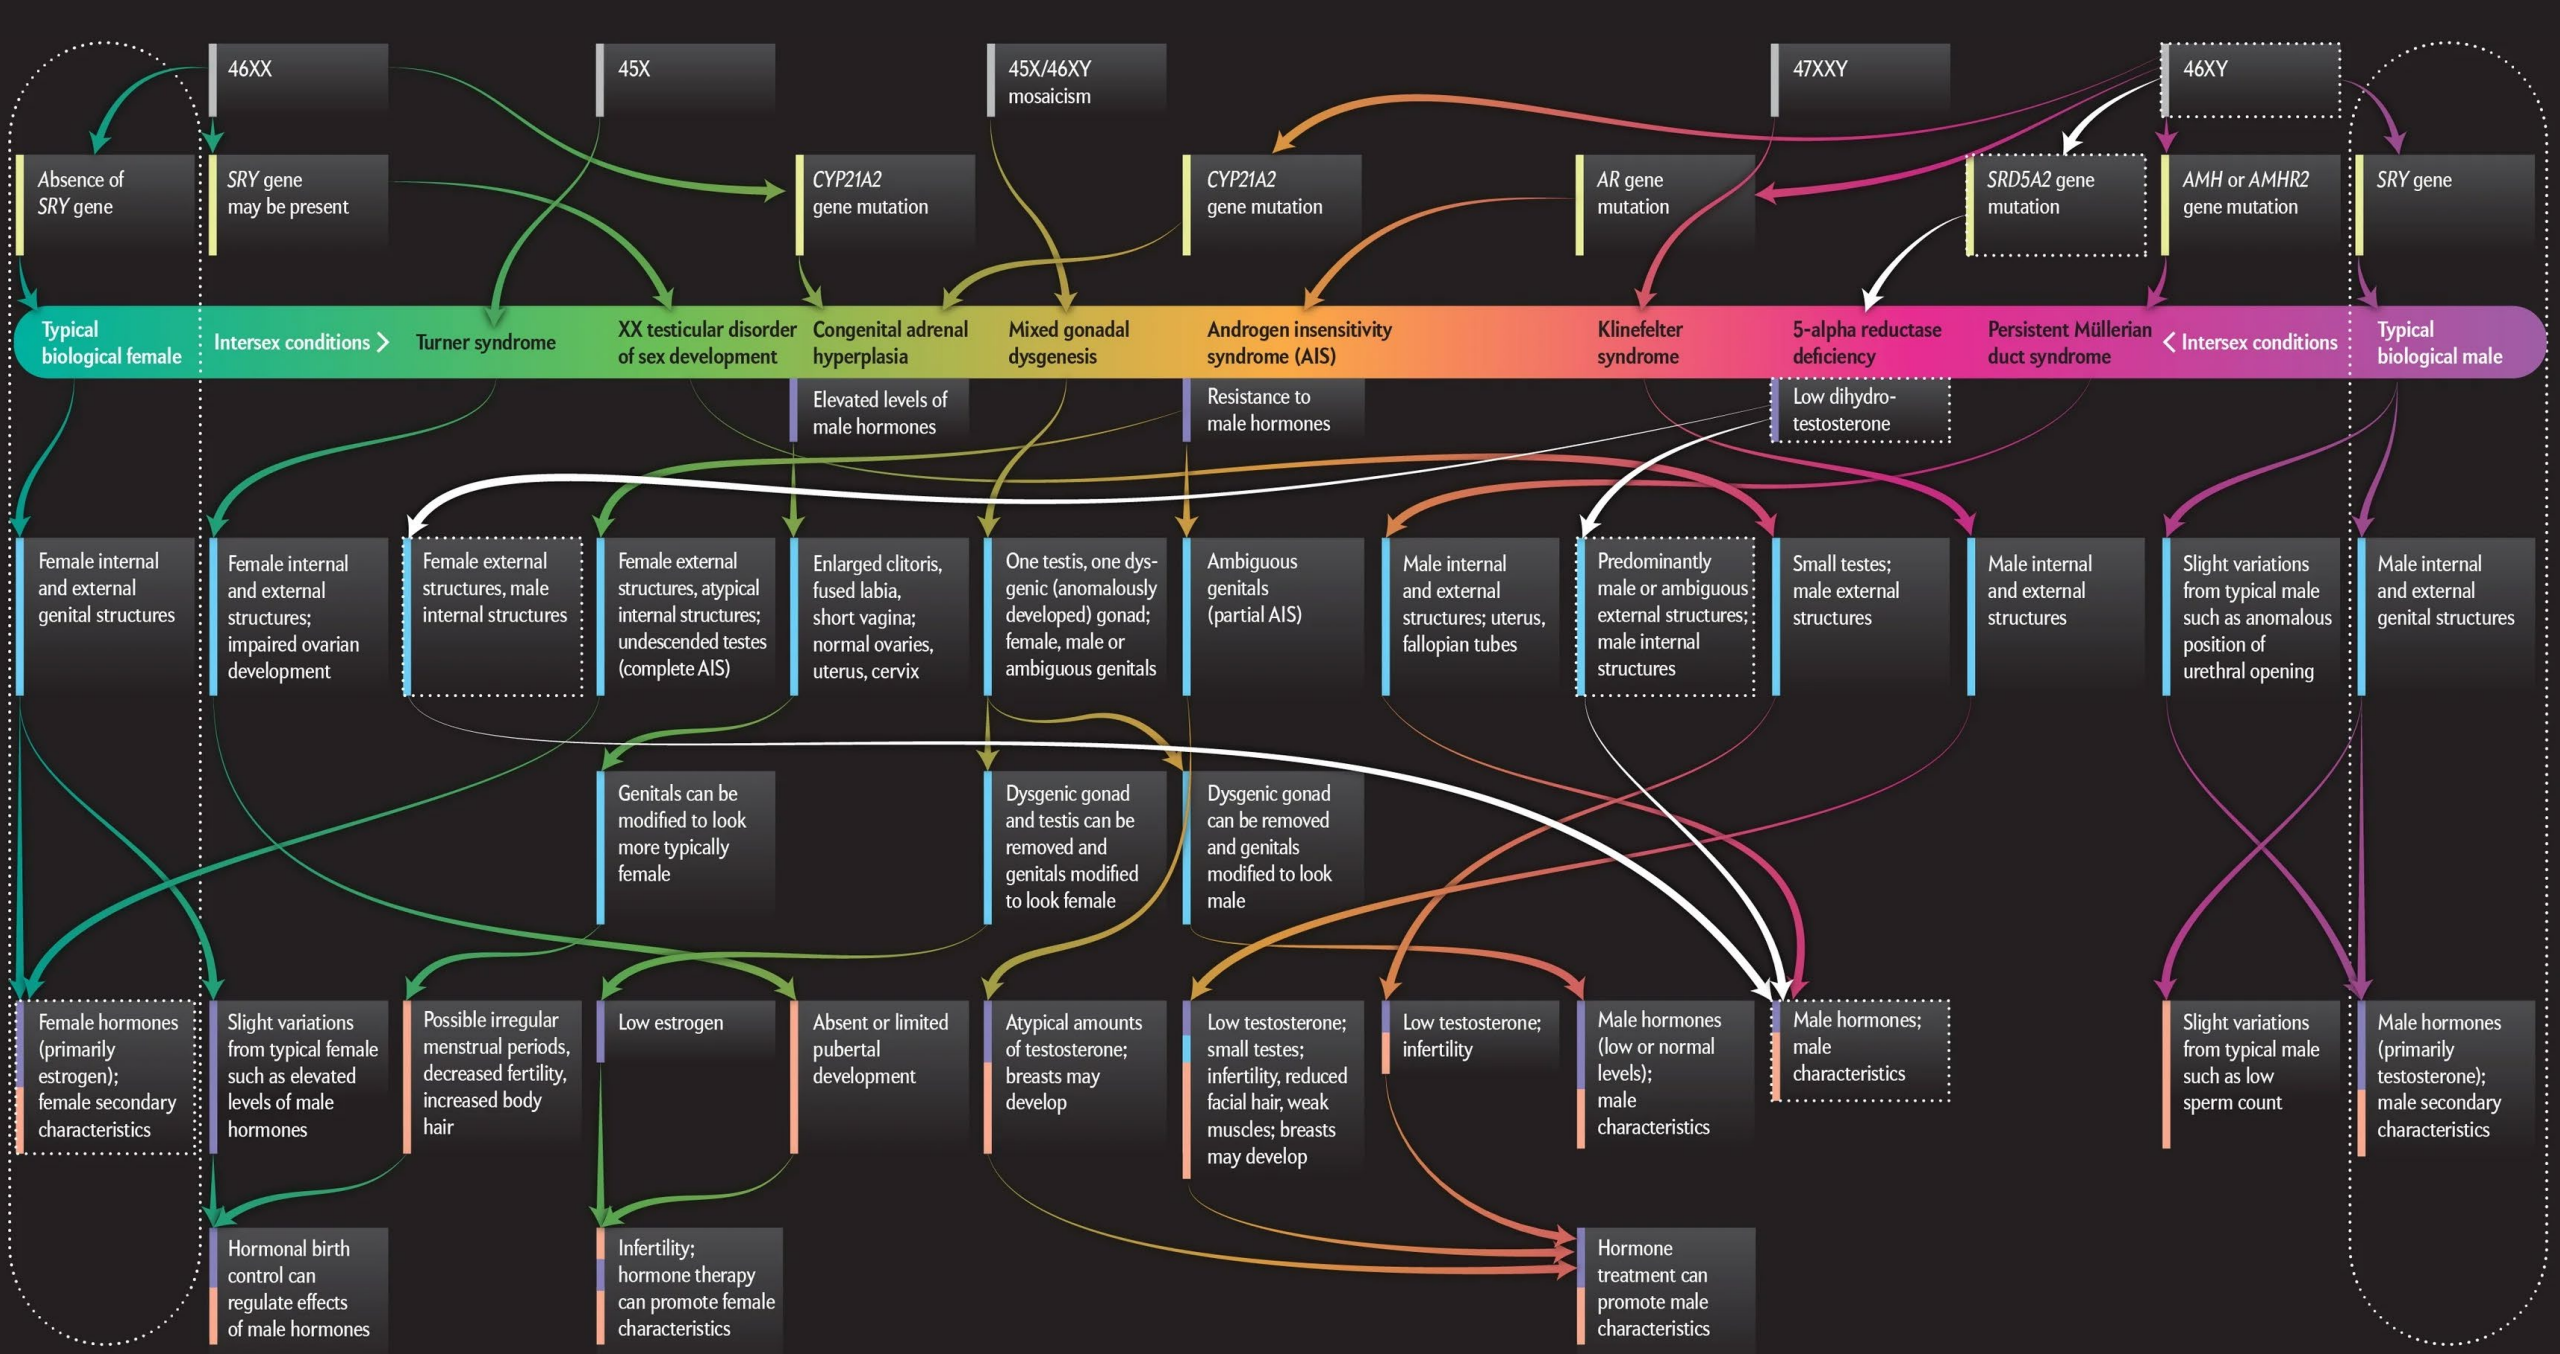 46XX
45X
45X/46XY
mosaicism
47XXY
46XY
Absence of
SRY gene
SRY gene
may be present
CYP21A2
gene mutation
CYP21A2
gene mutation
AR gene
mutation
SRD5A2 gene
mutation
AMH or AMHR2
gene mutation
SRY gene
Typical
biological female
Intersex conditions >
Turner syndrome
XX testicular disorder
of sex development
Congenital adrenal
hyperplasia
Mixed gonadal
dysgenesis
Androgen insensitivity
syndrome (AIS)
Klinefelter
syndrome
5-alpha reductase
deficiency
Persistent Müllerian
duct syndrome
< Intersex conditions
Typical
biological male
Elevated levels of
male hormones
Resistance to
male hormones
Low dihydro-
testosterone
Female internal
and external
genital structures
Female internal
and external
structures;
impaired ovarian
development
Female external
structures, male
internal structures
Female external
structures, atypical
internal structures;
undescended testes
(complete AIS)
Enlarged clitoris,
fused labia,
short vagina;
normal ovaries,
uterus, cervix
One testis, one dys-
genic (anomalously
developed) gonad;
female, male or
ambiguous genitals
Ambiguous
genitals
(partial AIS)
Male internal
and external
structures; uterus,
fallopian tubes
Predominantly
male or ambiguous
external structures;
male internal
structures
Small testes;
male external
structures
Male internal
and external
structures
Slight variations
from typical male
such as anomalous
position of
urethral opening
Male internal
and external
genital structures
Genitals can be
modified to look
more typically
female
Dysgenic gonad
and testis can be
removed and
genitals modified
to look female
Dysgenic gonad
can be removed
and genitals
modified to look
male
Female hormones
(primarily
estrogen);
female secondary
characteristics
Slight variations
from typical female
such as elevated
levels of male
hormones
Possible irregular
menstrual periods,
decreased fertility,
increased body
hair
Low estrogen
Absent or limited
pubertal
development
Atypical amounts
of testosterone;
breasts may
develop
Low testosterone;
small testes;
infertility, reduced
facial hair, weak
muscles; breasts
may develop
Low testosterone;
infertility
Male hormones
(low or normal
levels);
male
characteristics
Male hormones;
male
characteristics
Slight variations
from typical male
such as low
sperm count
Male hormones
(primarily
testosterone);
male secondary
characteristics
Hormonal birth
control can
regulate effects
of male hormones
Infertility;
hormone therapy
can promote female
characteristics
Hormone
treatment can
promote male
characteristics